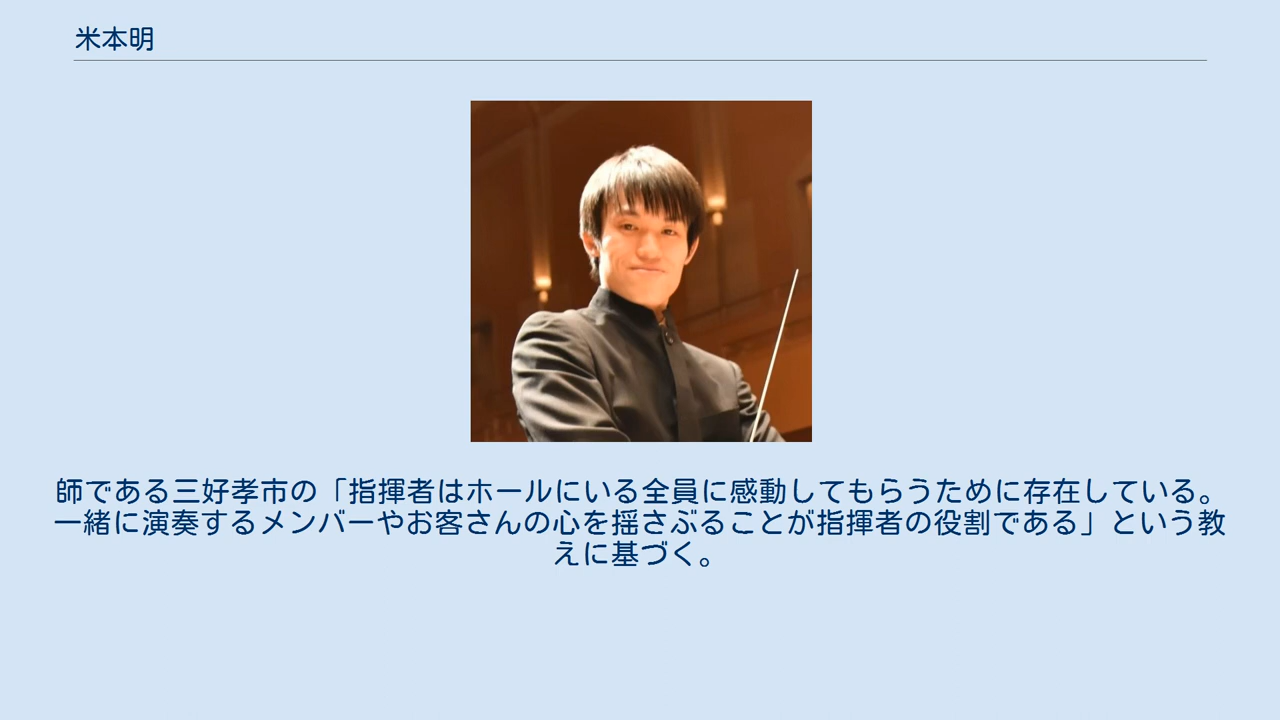 米本明
師である三好孝市の「指揮者はホールにいる全員に感動してもらうために存在している。
一緒に演奏するメンバーやお客さんの心を揺さぶることが指揮者の役割である」という教
えに基づく。